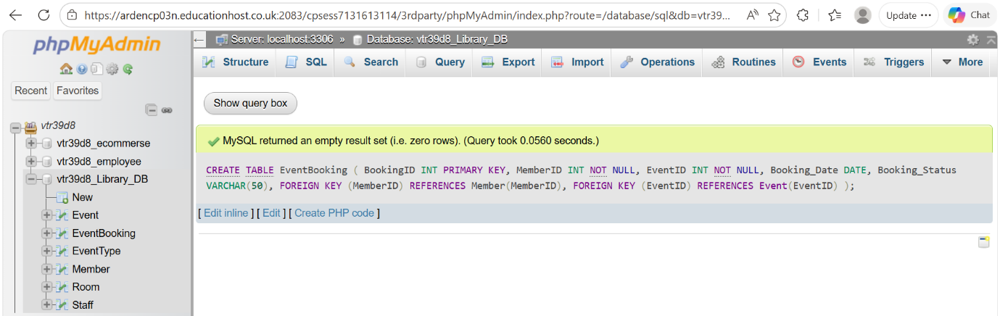 https://ardencp03n.educationhost.co.uk:2083/cpsess7131613114/3rdparty/phpMyAdmin/index.php?route=/database/sql&db=vtr39...
Update
Chat
phpMyAdmin
Recent
Favorites
vtr39d8
vtr39d8_ecommerse
vtr39d8_employee
vtr39d8_Library_DB
New
Event
EventBooking
EventType
Member
Room
Staff
Server: localhost:3306 » Database: vtr39d8_Library_DB
Structure
SQL
Search
Query
Export
Import
Operations
Routines
Events
Triggers
More
Show query box
MySQL returned an empty result set (i.e. zero rows). (Query took 0.0560 seconds.)
CREATE TABLE EventBooking ( BookingID INT PRIMARY KEY, MemberID INT NOT NULL, EventID INT NOT NULL, Booking_Date DATE, Booking_Status
VARCHAR(50), FOREIGN KEY (MemberID) REFERENCES Member(MemberID), FOREIGN KEY (EventID) REFERENCES Event(EventID) );
[ Edit inline ] [ Edit ] [ Create PHP code ]